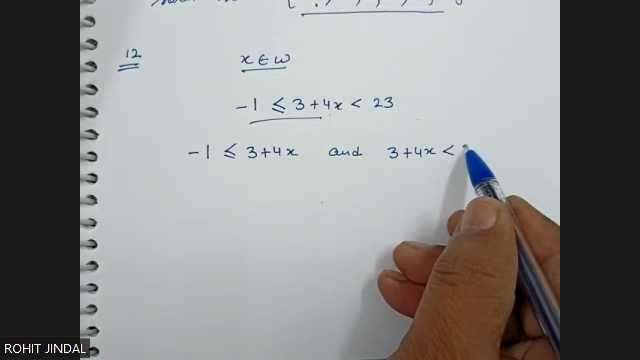 12
x ∈ W
-1 ≤ 3 + 4x < 23
-1 ≤ 3 + 4x and 3 + 4x <
ROHIT JINDAL